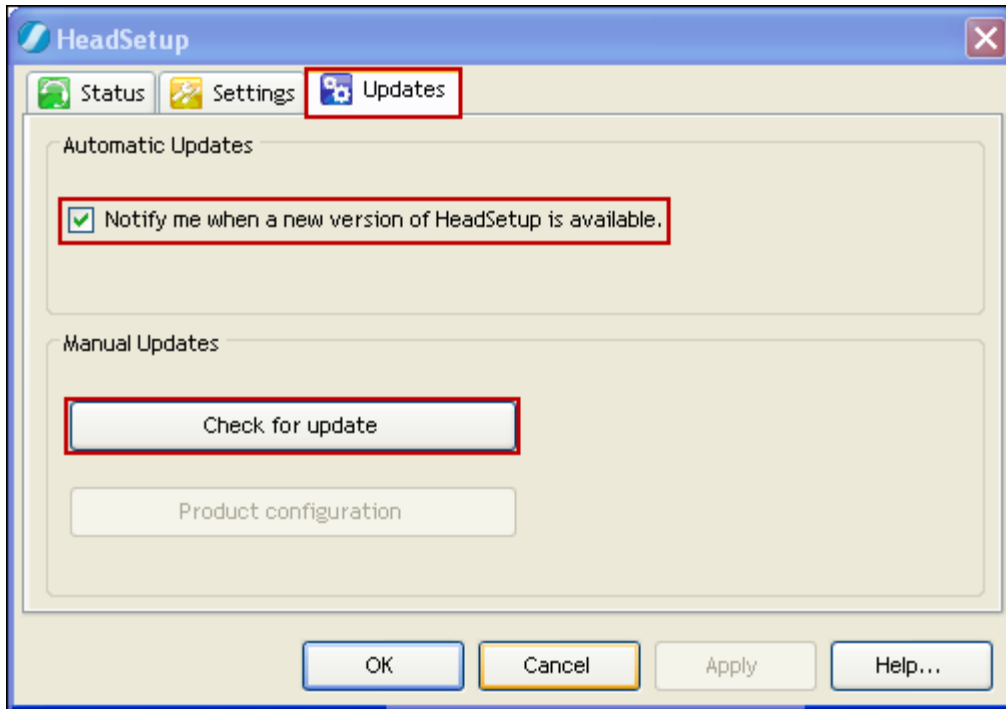 HeadSetup
Status Settings Updates
Automatic Updates
Notify me when a new version of HeadSetup is available.
Manual Updates
Check for update
Product configuration
OK Cancel Apply Help...